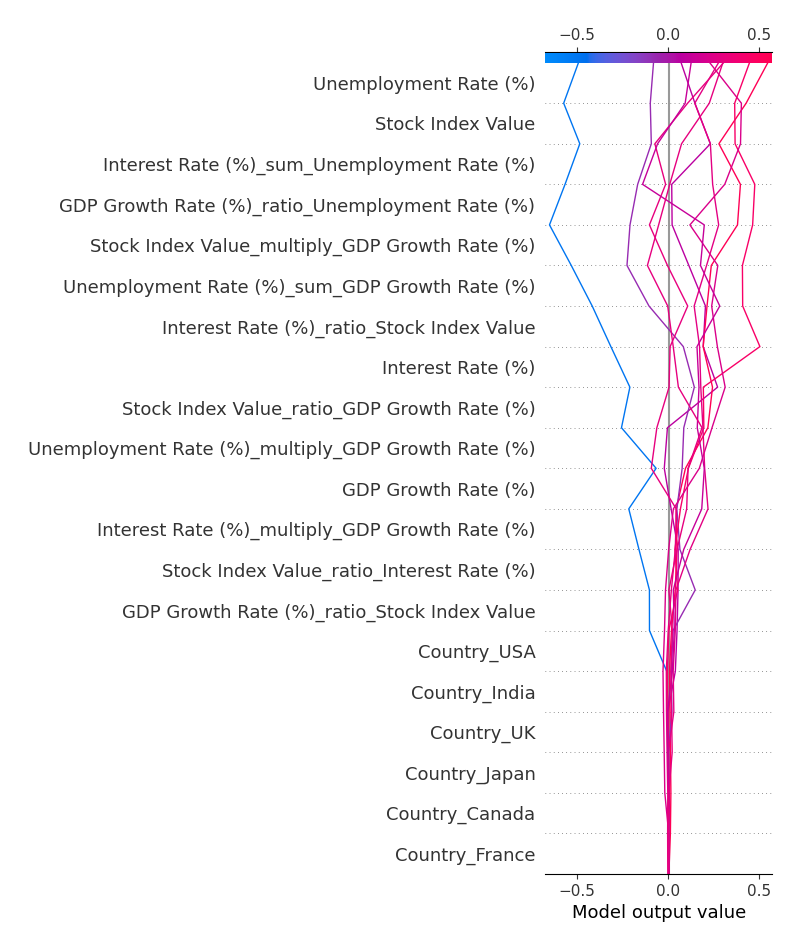 −0.5 0.0 0.5
Unemployment Rate (%)
Stock Index Value
Interest Rate (%)_sum_Unemployment Rate (%)
GDP Growth Rate (%)_ratio_Unemployment Rate (%)
Stock Index Value_multiply_GDP Growth Rate (%)
Unemployment Rate (%)_sum_GDP Growth Rate (%)
Interest Rate (%)_ratio_Stock Index Value
Interest Rate (%)
Stock Index Value_ratio_GDP Growth Rate (%)
Unemployment Rate (%)_multiply_GDP Growth Rate (%)
GDP Growth Rate (%)
Interest Rate (%)_multiply_GDP Growth Rate (%)
Stock Index Value_ratio_Interest Rate (%)
GDP Growth Rate (%)_ratio_Stock Index Value
Country_USA
Country_India
Country_UK
Country_Japan
Country_Canada
Country_France
−0.5 0.0 0.5
Model output value